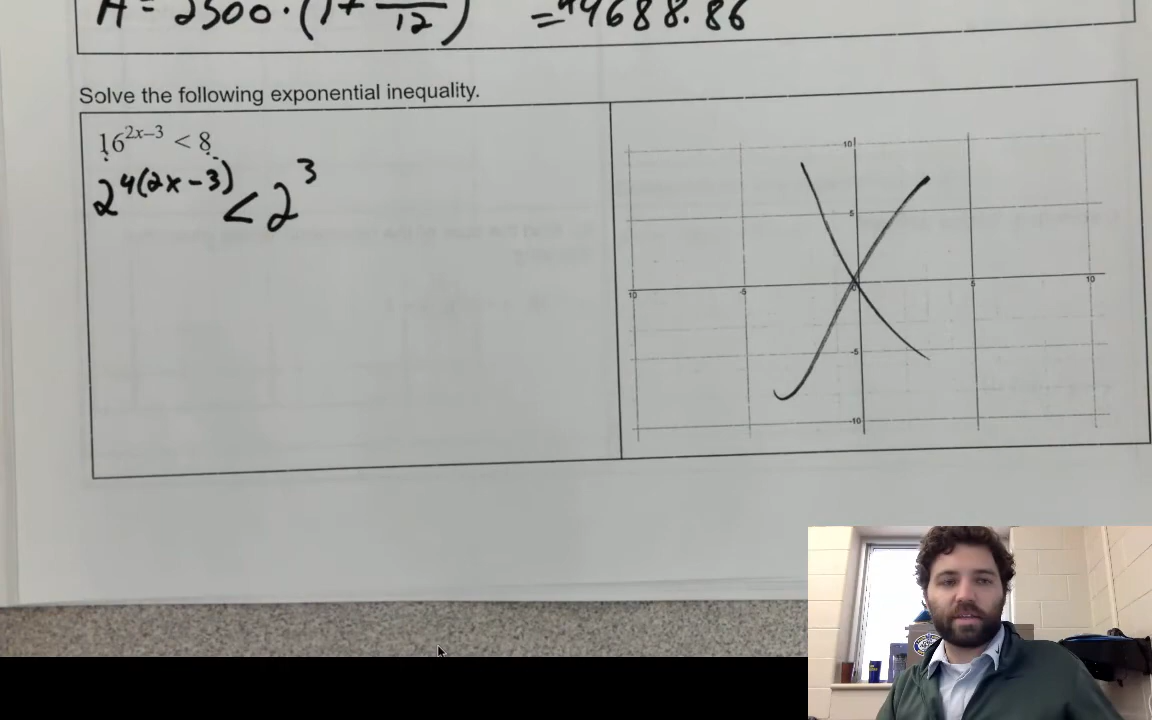 A = 2500 · (1 + 12 ) = 4688.86
Solve the following exponential inequality.
16^{2x–3} < 8
2^{4(2x-3)} < 2^3
10
5
10 -5 0 5 10
-5
-10